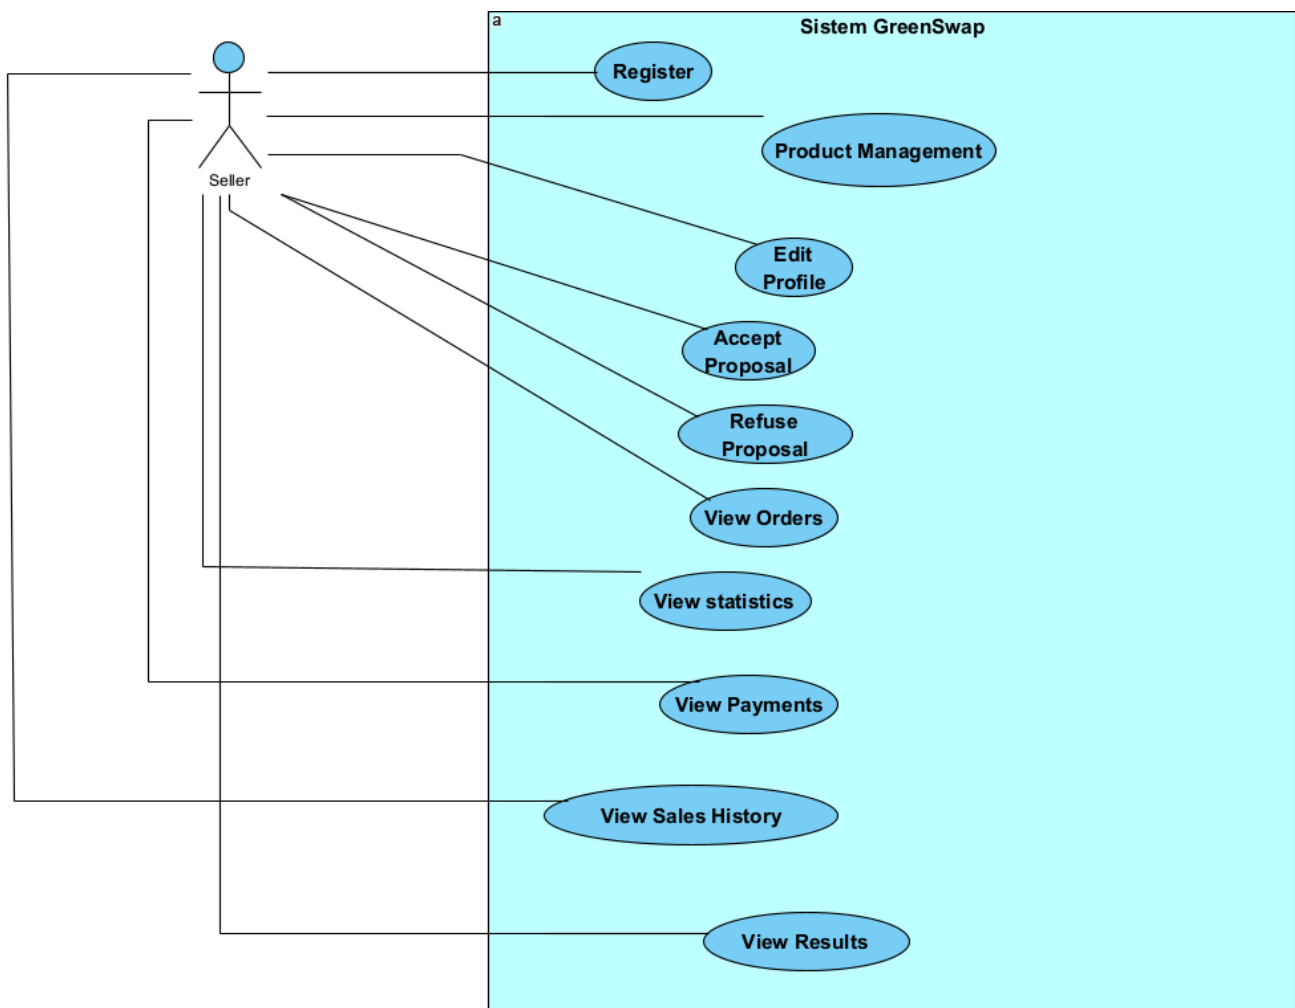 a
Sistem GreenSwap
Register
Product Management
Seller
Edit
Profile
Accept
Proposal
Refuse
Proposal
View Orders
View statistics
View Payments
View Sales History
View Results